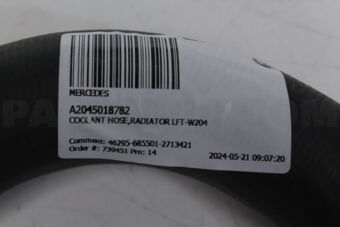 MERCEDES
A2045018782
COOLANT HOSE,RADIATOR LFT-W204
Comment: 46295-685501-2713421
Order #: 739451 Prn: 14
2024-05-21 09:07:20